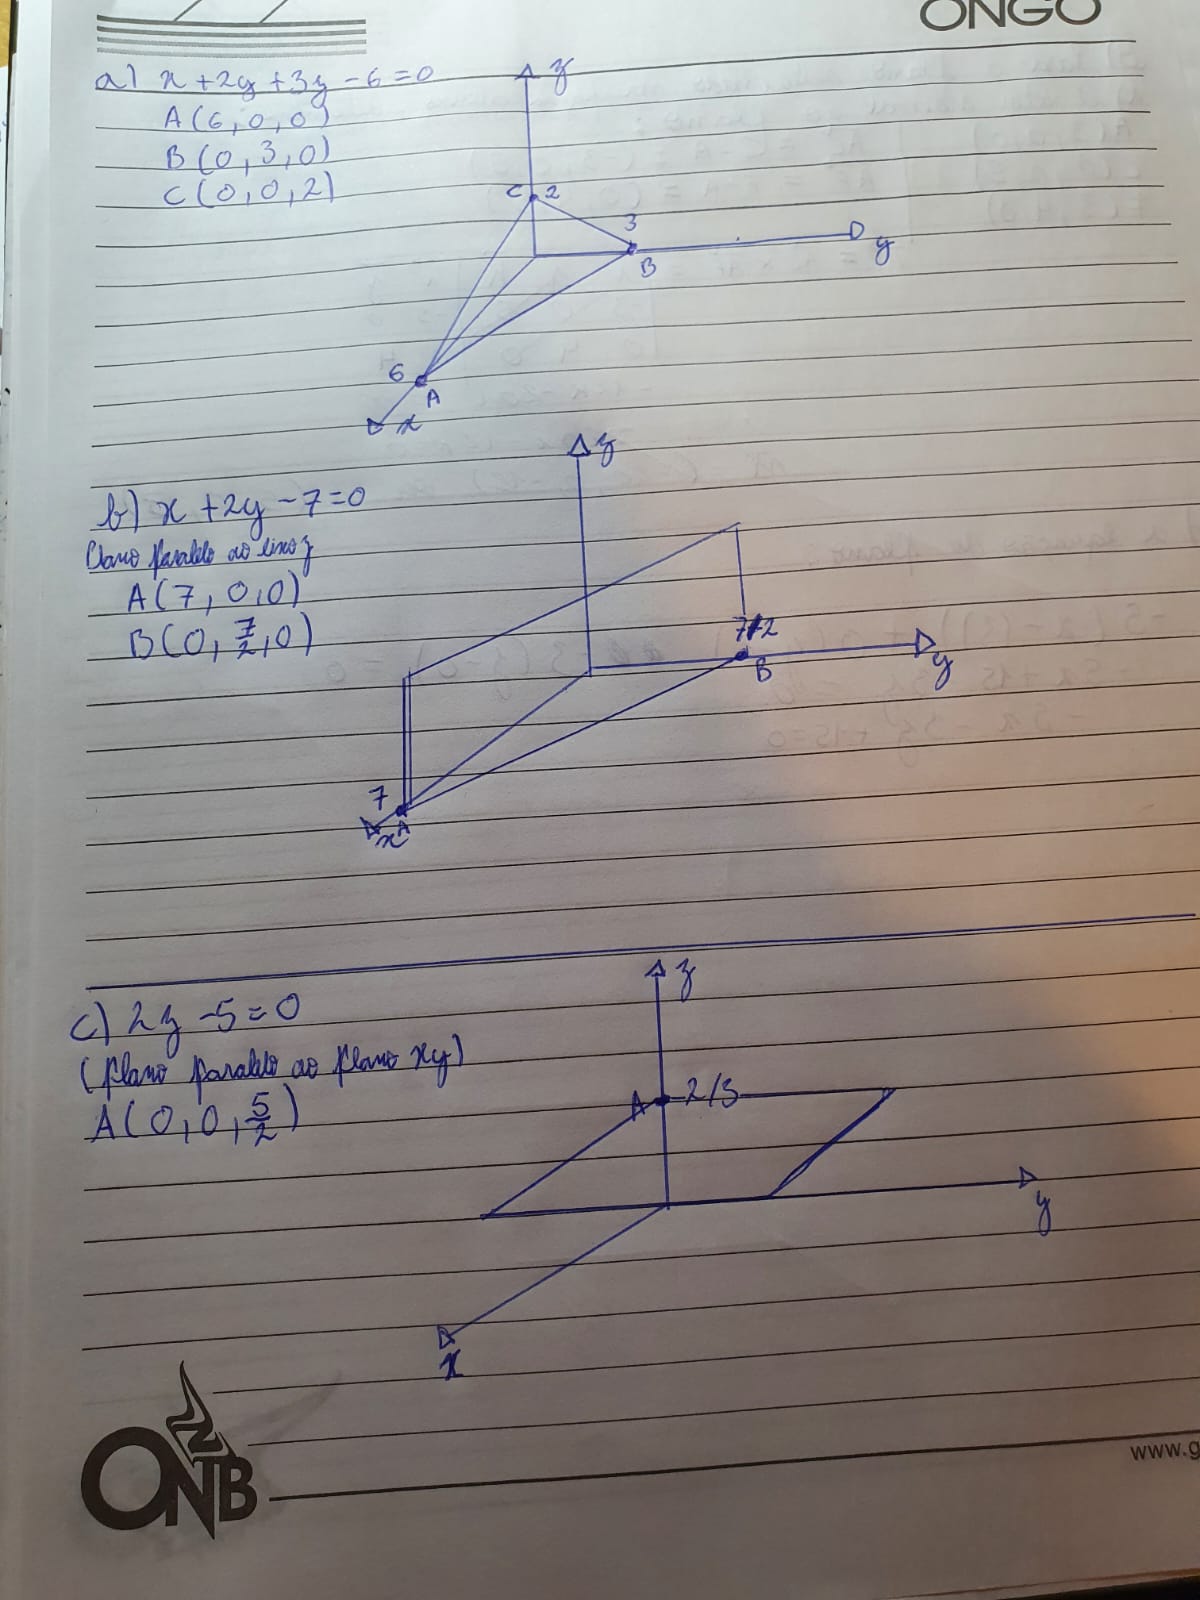 ONGO
a) x + 2y + 3z - 6 = 0
z
A(6, 0, 0)
B(0, 3, 0)
C(0, 0, 2)
C 2
3
B
y
6
A
x
z
b) x + 2y - 7 = 0
Plano paralelo ao eixo z
A(7, 0, 0)
B(0, 7/2, 0)
7/2
B
y
7
A
x
z
c) 2z - 5 = 0
(plano paralelo ao plano xy)
A(0, 0, 5/2)
A 2/5
y
x
ONB
www.g